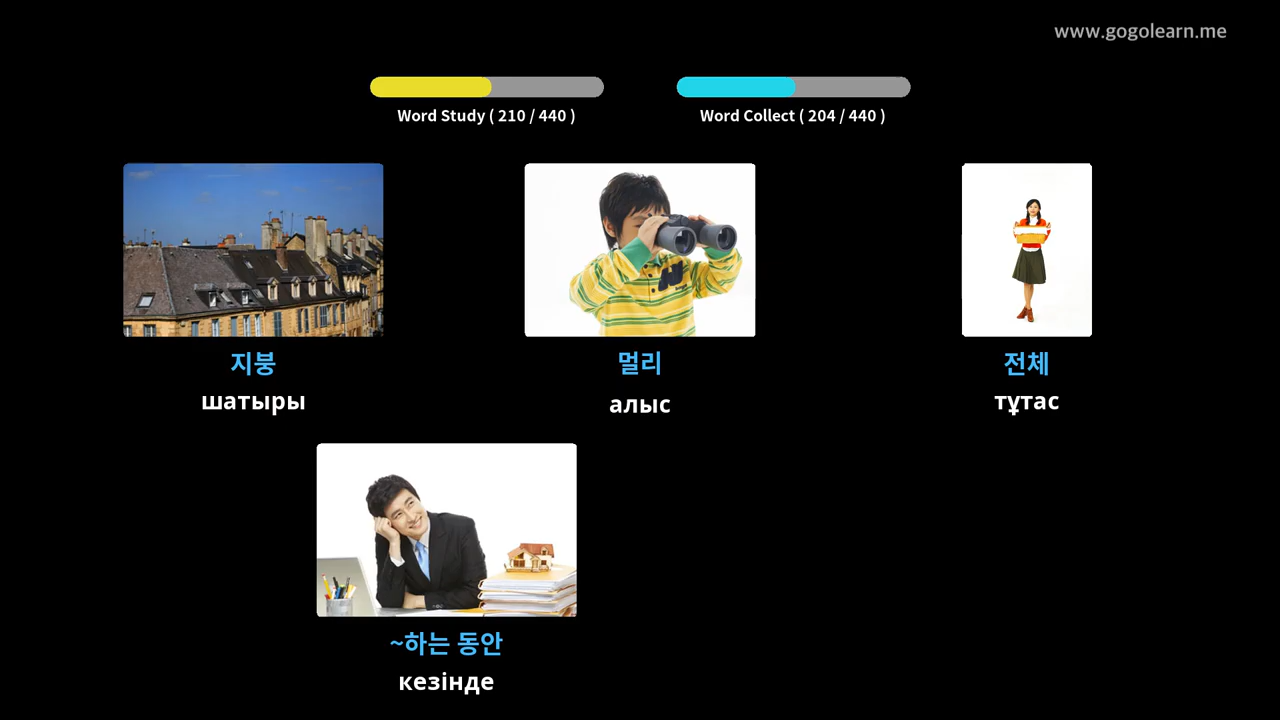 www.gogolearn.me
Word Study ( 210 / 440 )
Word Collect ( 204 / 440 )
지붕
шатыры
멀리
алыс
전체
тұтас
~하는 동안
кезінде